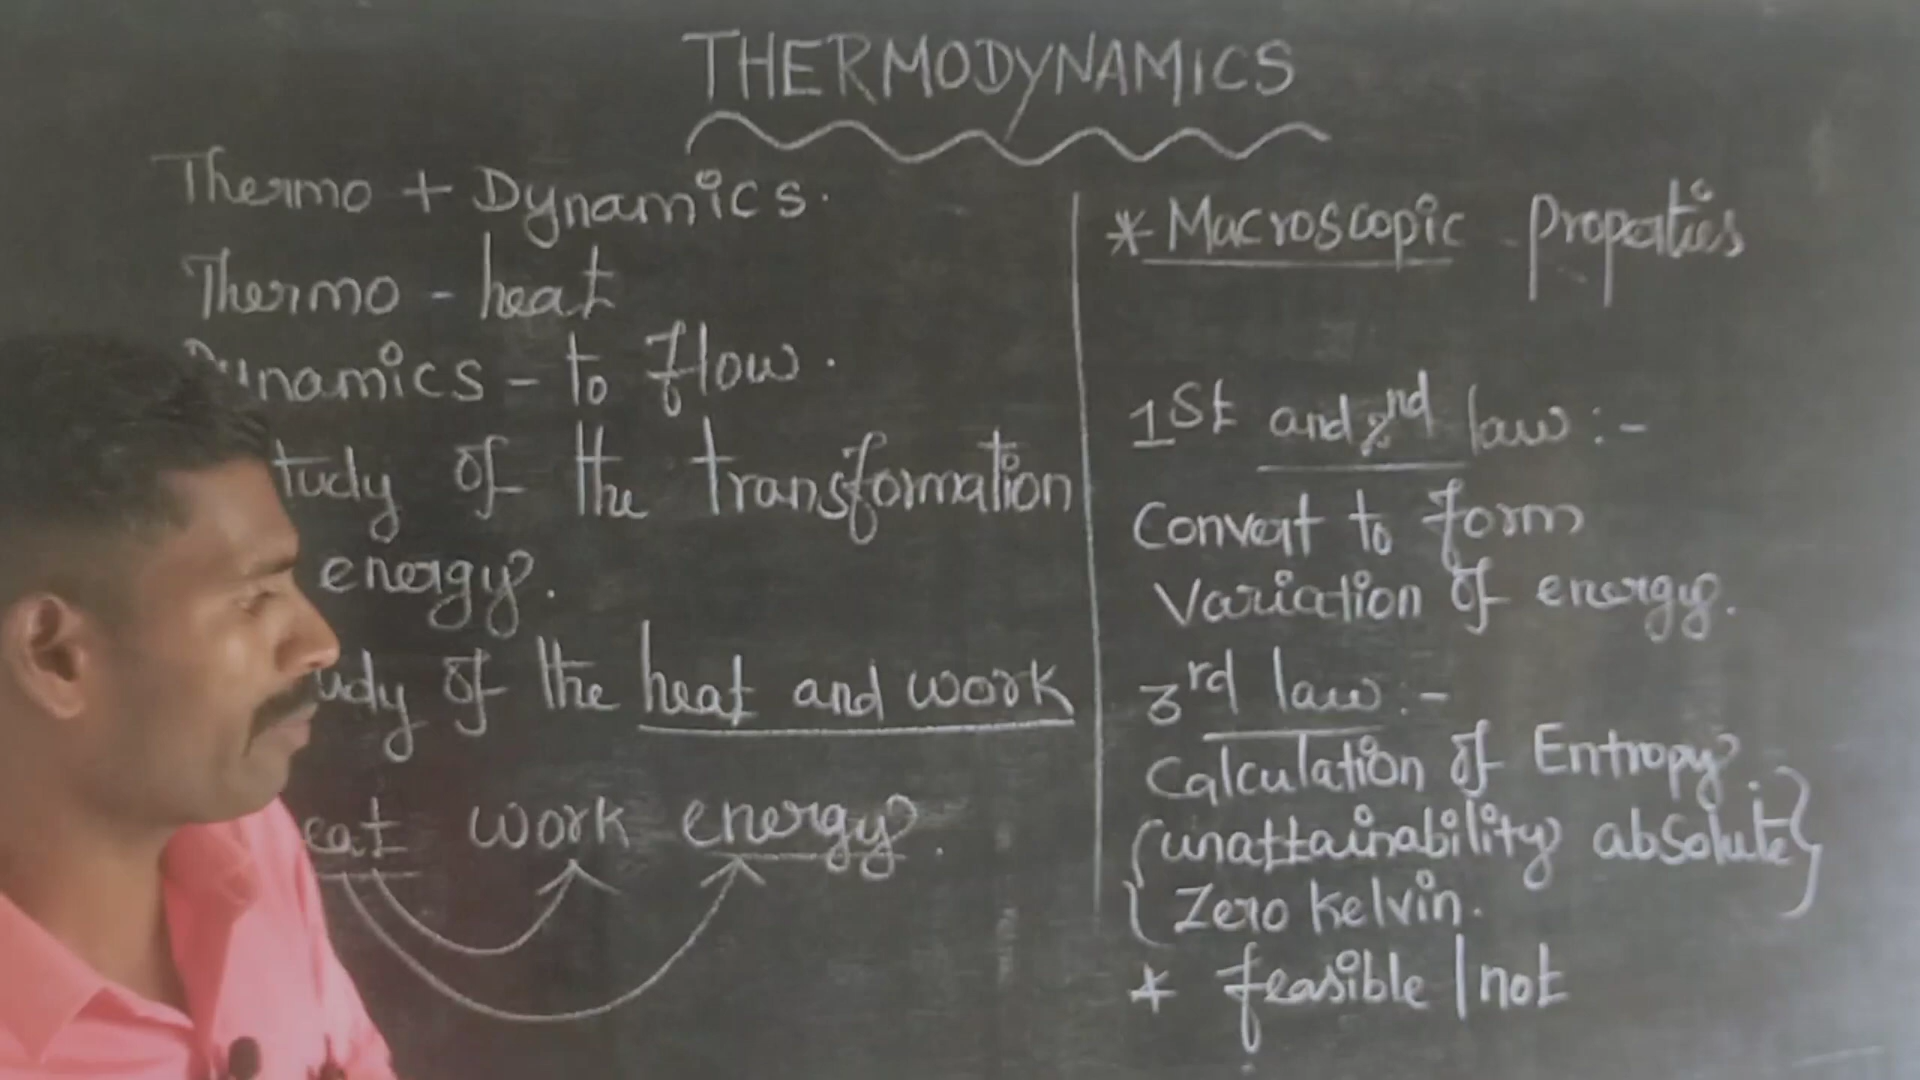 THERMODYNAMICS
Thermo + Dynamics.
Thermo - heat
Dynamics - to flow.
tudy of the transformation
energy.
udy of the heat and work
eat work energy.
* Macroscopic properties
1st and 2nd law :-
Convert to form
Variation of energy.
3rd law :-
Calculation of Entropy.
(unattainability absolute}
{ Zero Kelvin.
* feasible / not